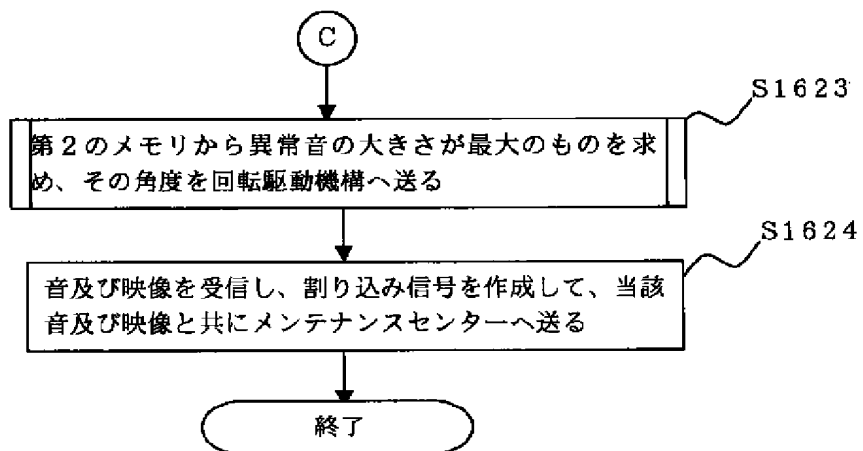 C
S1623
第2のメモリから異常音の大きさが最大のものを求
め、その角度を回転駆動機構へ送る
S1624
音及び映像を受信し、割り込み信号を作成して、当該
音及び映像と共にメンテナンスセンターへ送る
終了